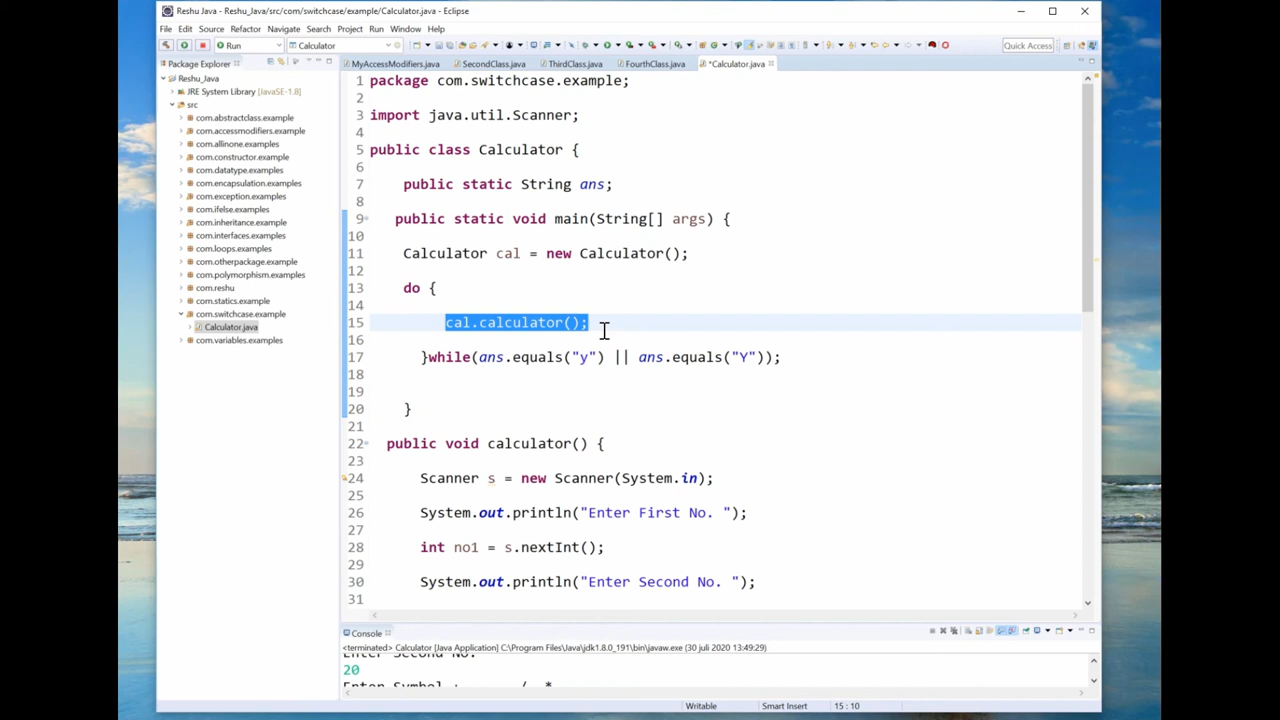 Reshu Java - Reshu_Java/src/com/switchcase/example/Calculator.java - Eclipse
File Edit Source Refactor Navigate Search Project Run Window Help
Run Calculator Quick Access
Package Explorer
Reshu_Java
JRE System Library [JavaSE-1.8]
src
com.abstractclass.example
com.accessmodifiers.example
com.allinone.examples
com.constructor.example
com.datatype.examples
com.encapsulation.examples
com.exception.examples
com.ifelse.examples
com.inheritance.example
com.interfaces.examples
com.loops.examples
com.otherpackage.example
com.polymorphism.examples
com.reshu
com.statics.example
com.switchcase.example
Calculator.java
com.variables.examples
MyAccessModifiers.java SecondClass.java ThirdClass.java FourthClass.java *Calculator.java
1 package com.switchcase.example;
2
3 import java.util.Scanner;
4
5 public class Calculator {
6
7 public static String ans;
8
9 public static void main(String[] args) {
10
11 Calculator cal = new Calculator();
12
13 do {
14
15 cal.calculator();
16
17 }while(ans.equals("y") || ans.equals("Y"));
18
19
20 }
21
22 public void calculator() {
23
24 Scanner s = new Scanner(System.in);
25
26 System.out.println("Enter First No. ");
27
28 int no1 = s.nextInt();
29
30 System.out.println("Enter Second No. ");
31
Console
<terminated> Calculator [Java Application] C:\Program Files\Java\jdk1.8.0_191\bin\javaw.exe (30 juli 2020 13:49:29)
Enter Second No.
20
Writable Smart Insert 15 : 10